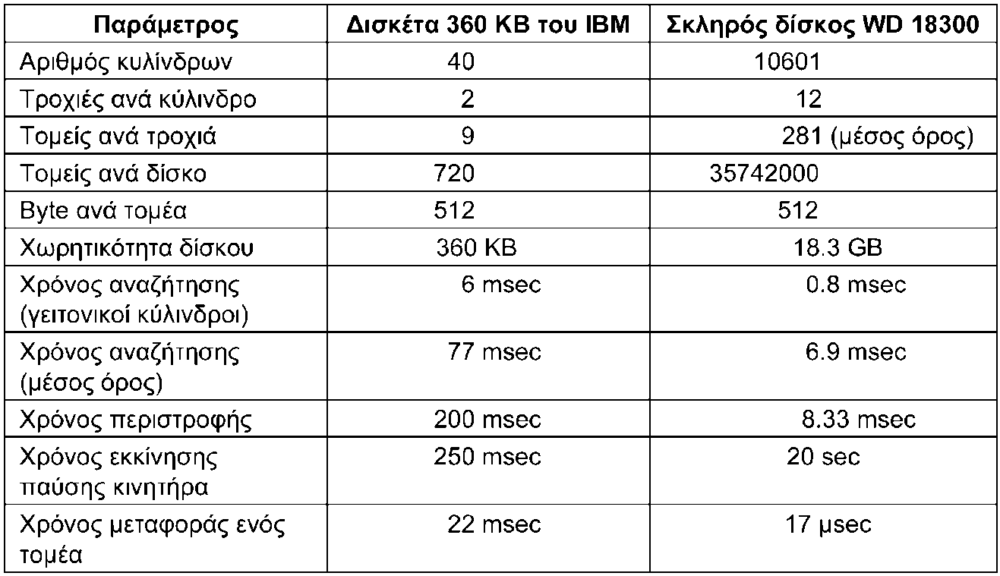 Παράμετρος Δισκέτα 360 KB του IBM Σκληρός δίσκος WD 18300
Αριθμός κυλίνδρων 40 10601
Τροχιές ανά κύλινδρο 2 12
Τομείς ανά τροχιά 9 281 (μέσος όρος)
Τομείς ανά δίσκο 720 35742000
Byte ανά τομέα 512 512
Χωρητικότητα δίσκου 360 KB 18.3 GB
Χρόνος αναζήτησης 6 msec 0.8 msec
(γειτονικοί κύλινδροι)
Χρόνος αναζήτησης 77 msec 6.9 msec
(μέσος όρος)
Χρόνος περιστροφής 200 msec 8.33 msec
Χρόνος εκκίνησης 250 msec 20 sec
παύσης κινητήρα
Χρόνος μεταφοράς ενός 22 msec 17 μsec
τομέα